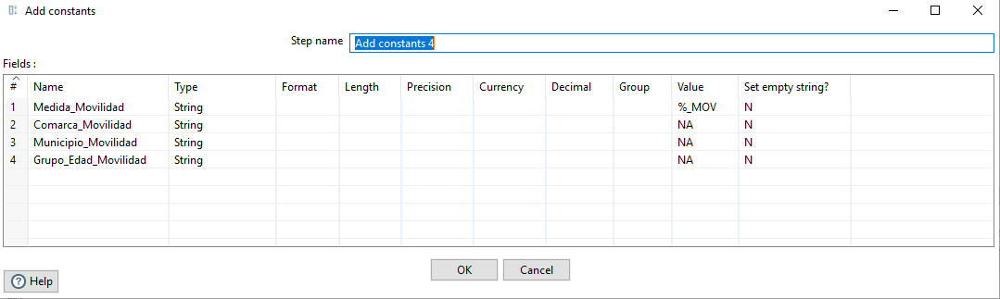 Add constants
Step name Add constants 4
Fields :
# Name Type Format Length Precision Currency Decimal Group Value Set empty string?
1 Medida_Movilidad String %_MOV N
2 Comarca_Movilidad String NA N
3 Municipio_Movilidad String NA N
4 Grupo_Edad_Movilidad String NA N
OK Cancel
? Help